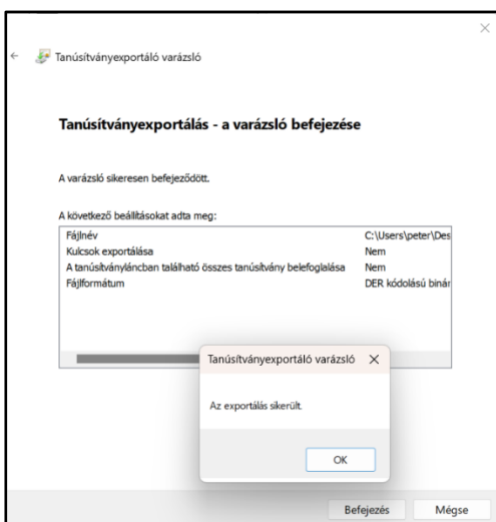 Tanúsítványexportáló varázsló
Tanúsítványexportálás - a varázsló befejezése
A varázsló sikeresen befejeződött.
A következő beállításokat adta meg:
Fájlnév C:\Users\peter\Des
Kulcsok exportálása Nem
A tanúsítványláncban található összes tanúsítvány belefoglalása Nem
Fájlformátum DER kódolású binár
Tanúsítványexportáló varázsló
Az exportálás sikerült.
OK
Befejezés Mégse